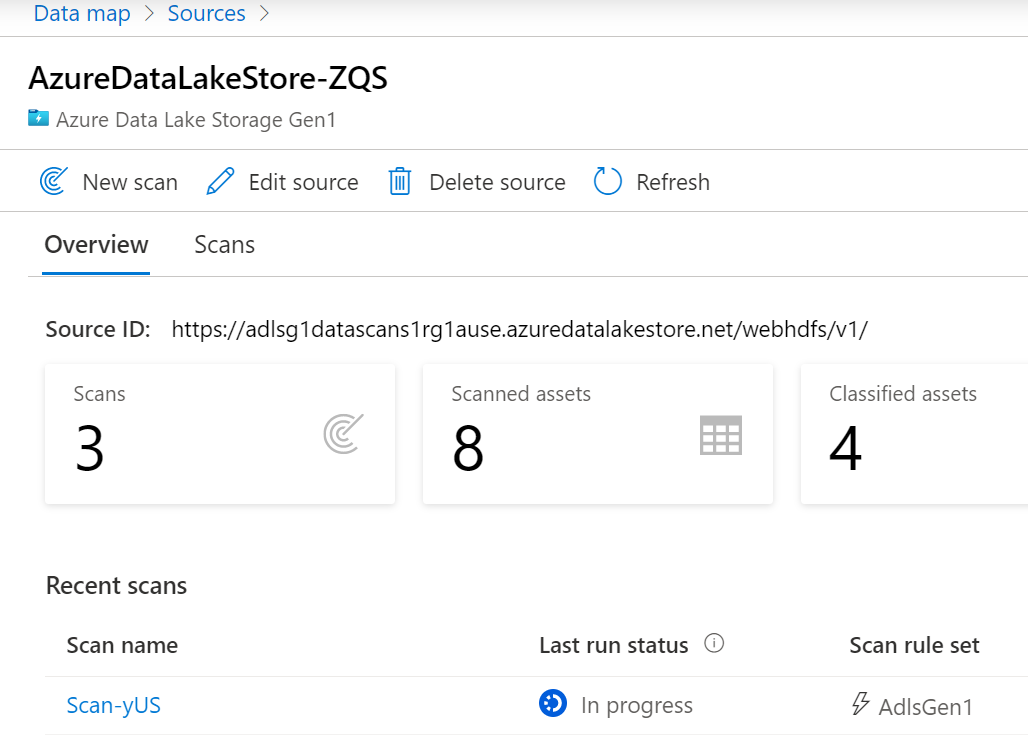 Data map > Sources >
AzureDataLakeStore-ZQS
Azure Data Lake Storage Gen1
New scan Edit source Delete source Refresh
Overview Scans
Source ID: https://adlsg1datascans1rg1ause.azuredatalakestore.net/webhdfs/v1/
Scans Scanned assets Classified assets
3 8 4
Recent scans
Scan name Last run status Scan rule set
Scan-yUS In progress AdlsGen1